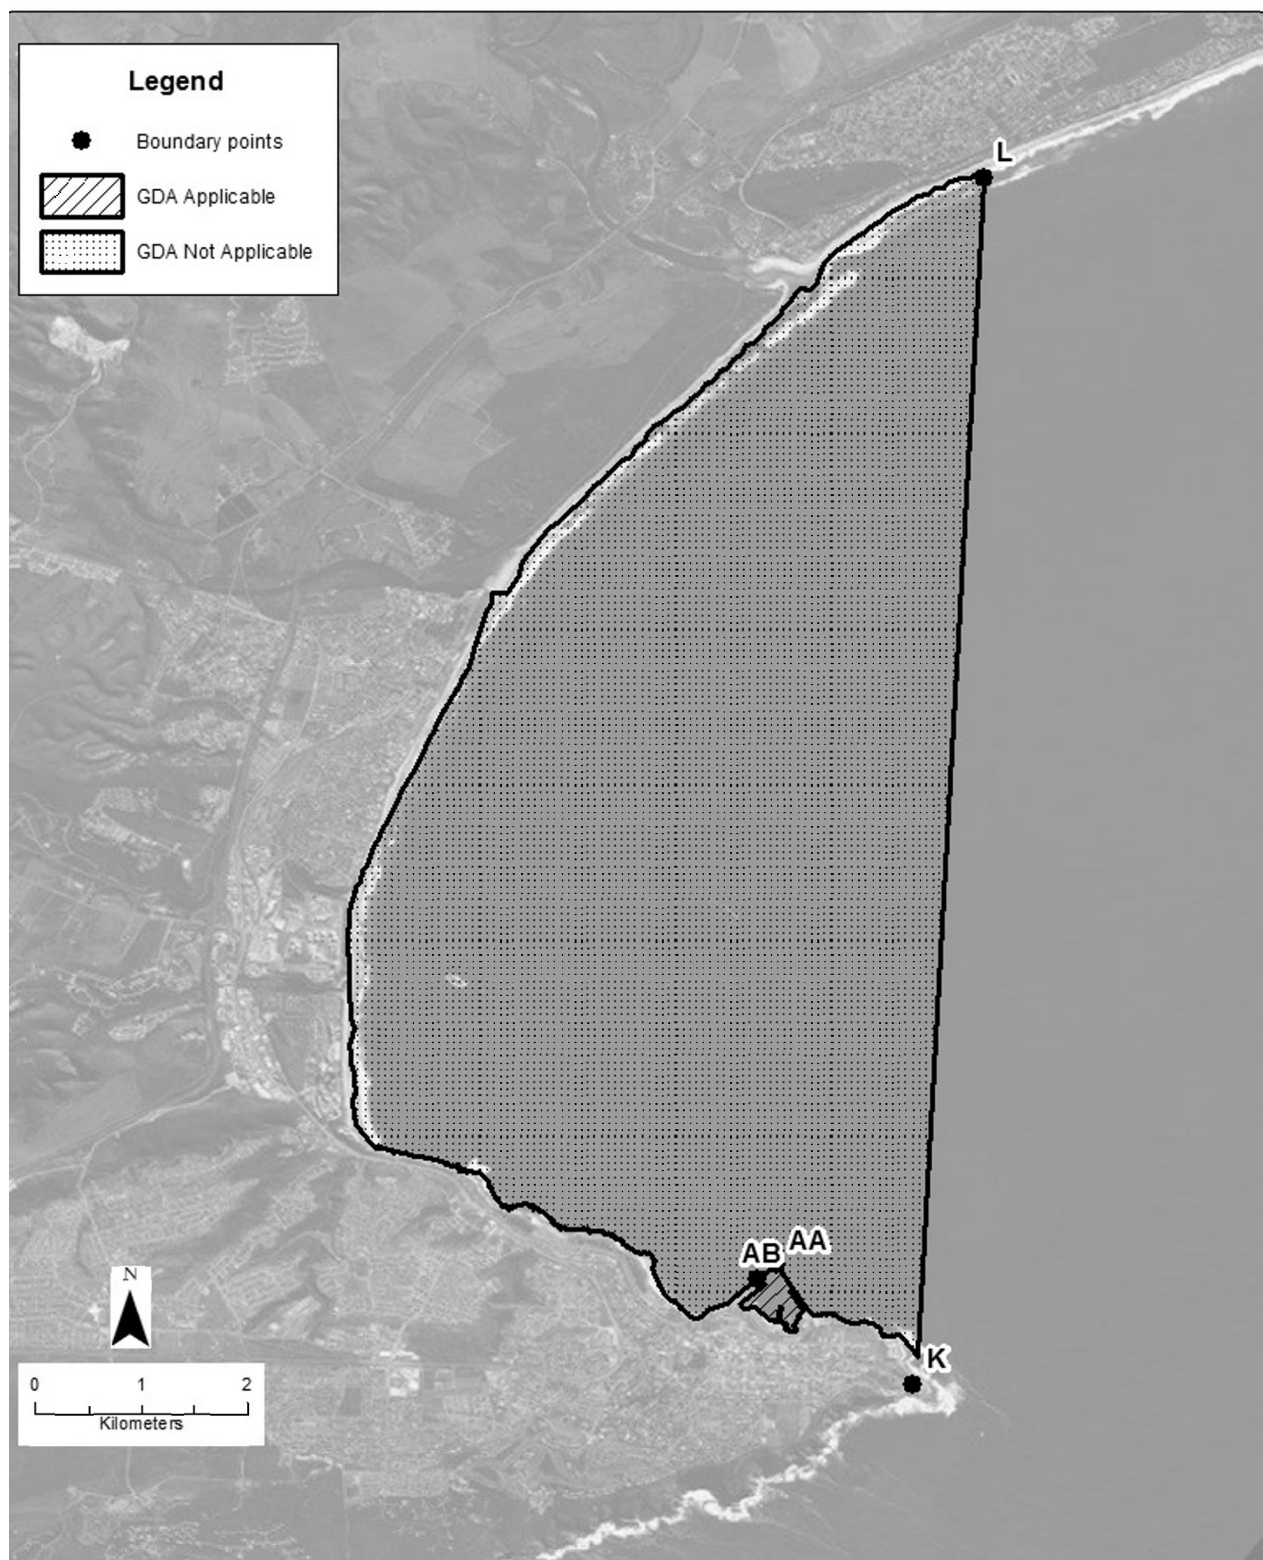 Legend
Boundary points
GDA Applicable
GDA Not Applicable
L
AB AA
K
N
0 1 2
Kilometers